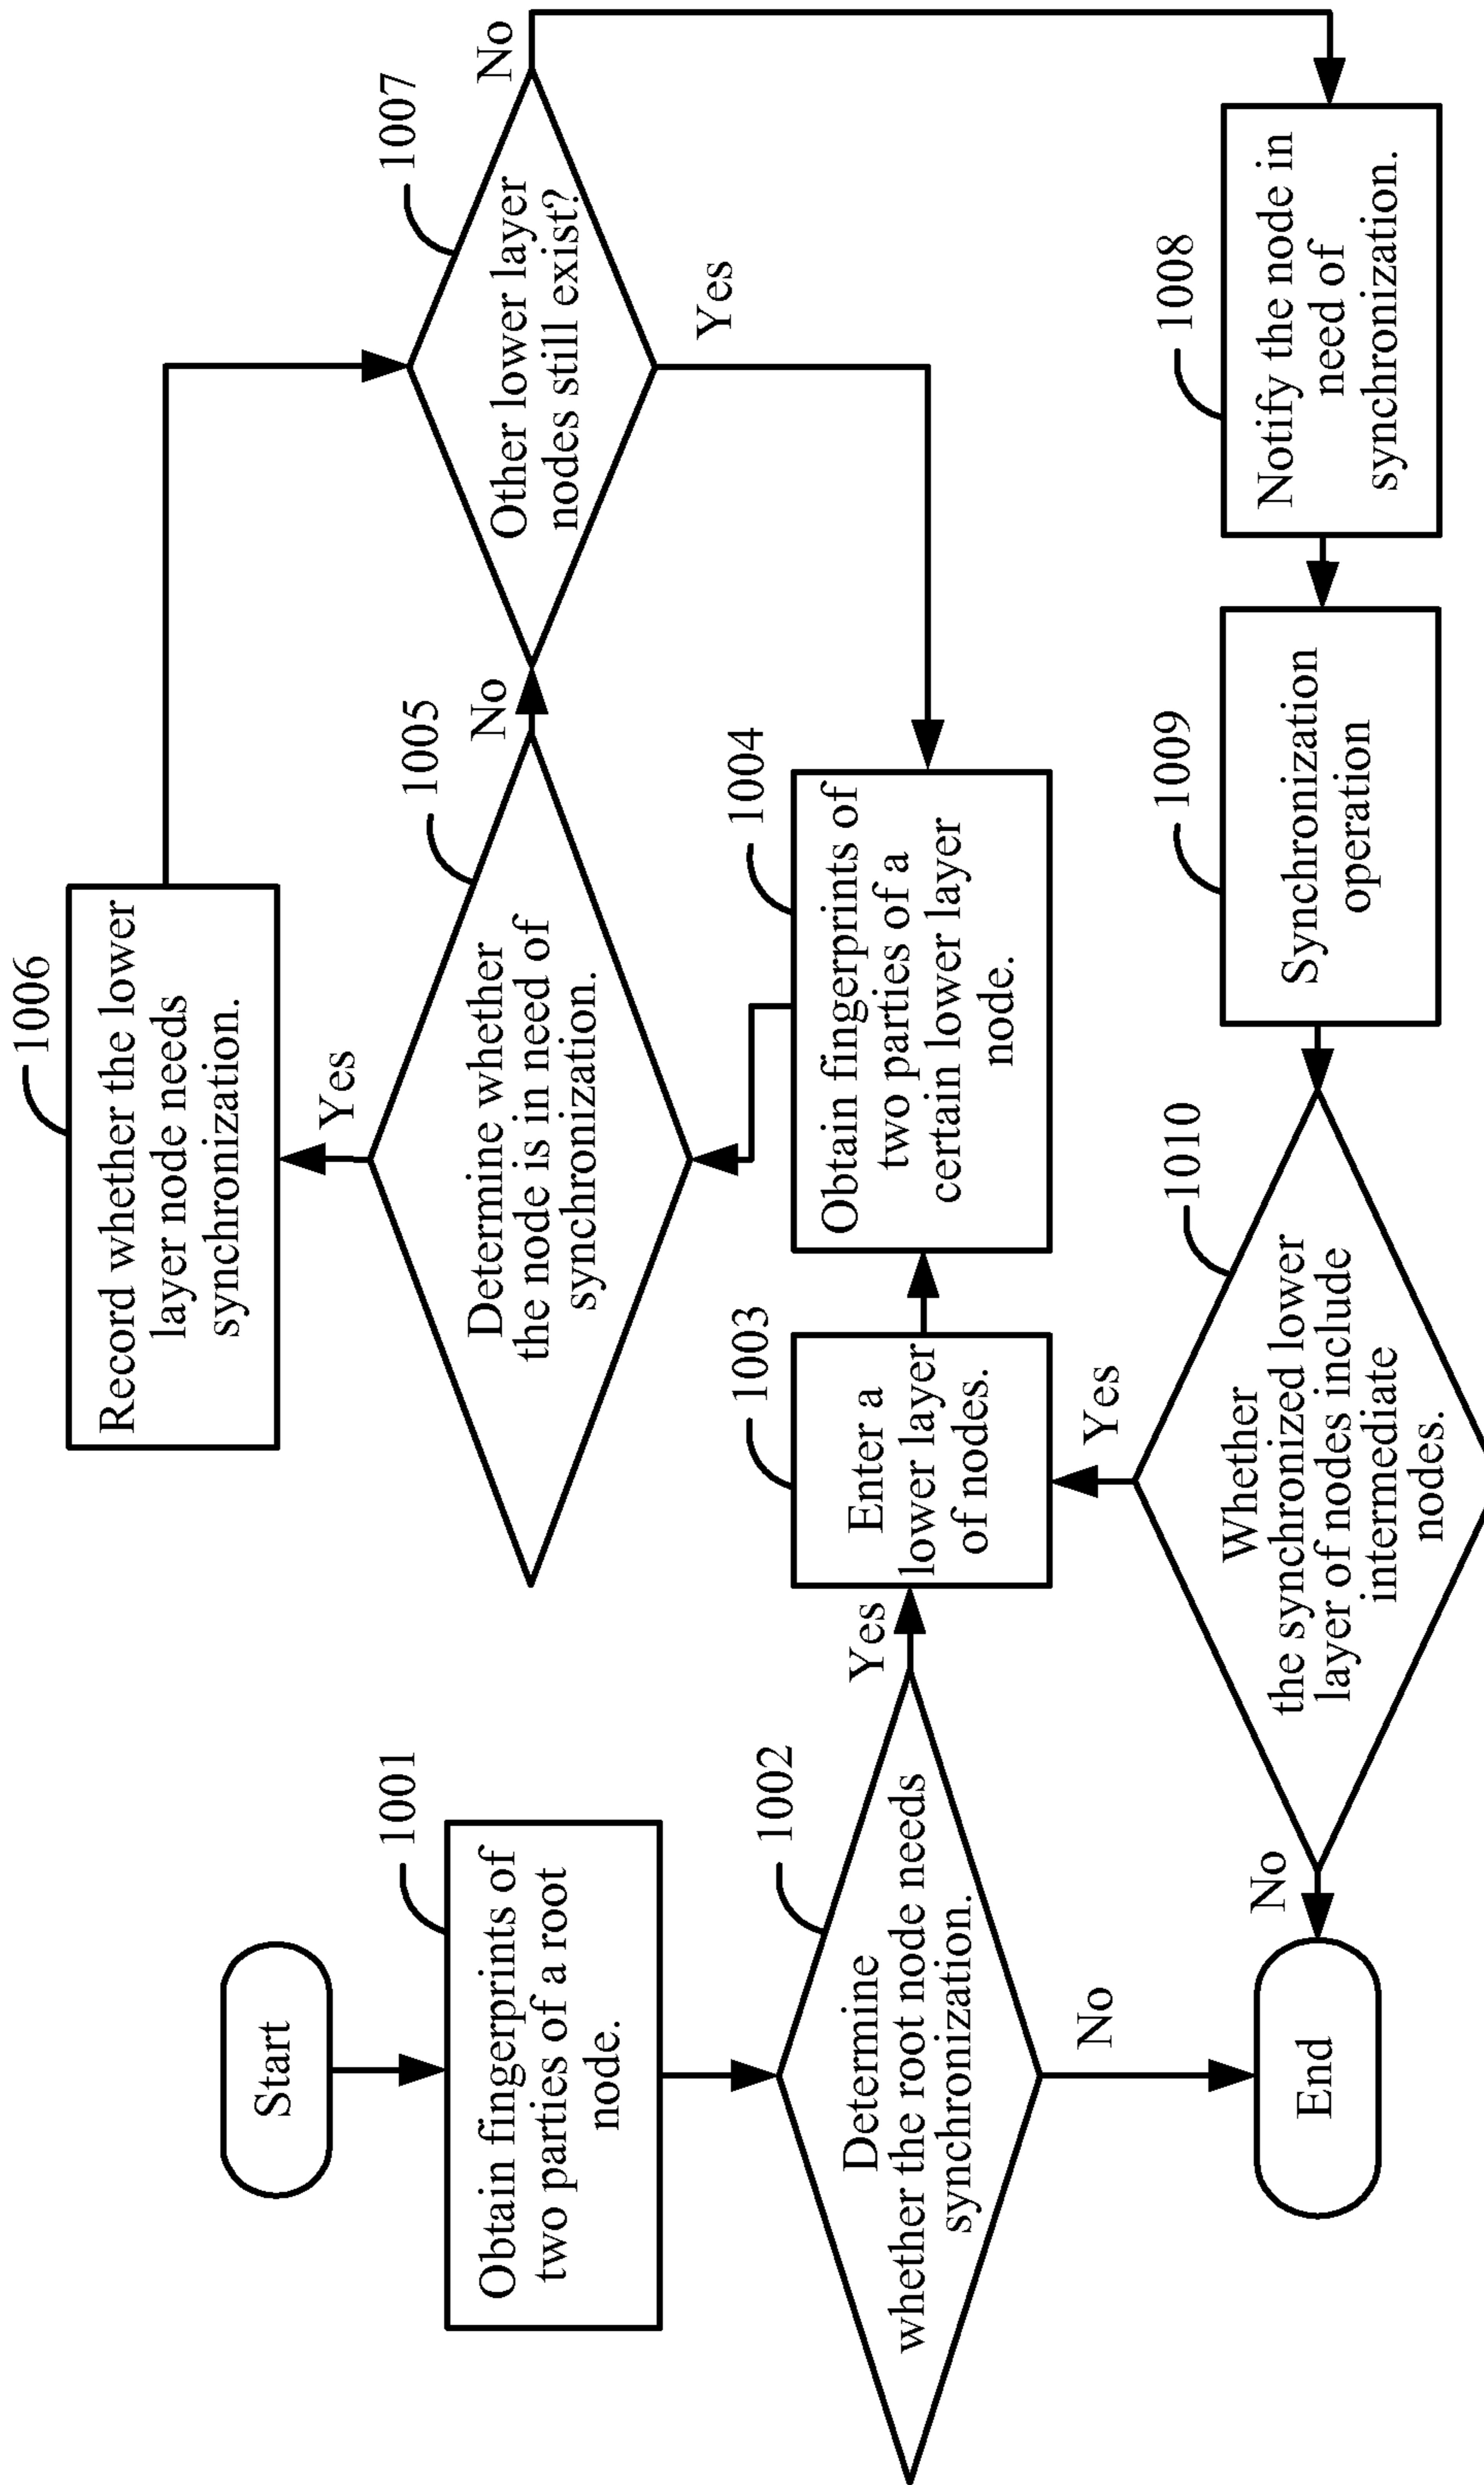 Start
1001
Obtain fingerprints of
two parties of a root
node.
1002
Determine
whether the root node needs
synchronization.
Yes
No
End
1003
Enter a
lower layer
of nodes.
1004
Obtain fingerprints of
two parties of a
certain lower layer
node.
1005
Determine whether
the node is in need of
synchronization.
Yes
No
1006
Record whether the lower
layer node needs
synchronization.
1007
Other lower layer
nodes still exist?
No
Yes
1008
Notify the node in
need of
synchronization.
1009
Synchronization
operation
1010
Whether
the synchronized lower
layer of nodes include
intermediate
nodes.
Yes
No